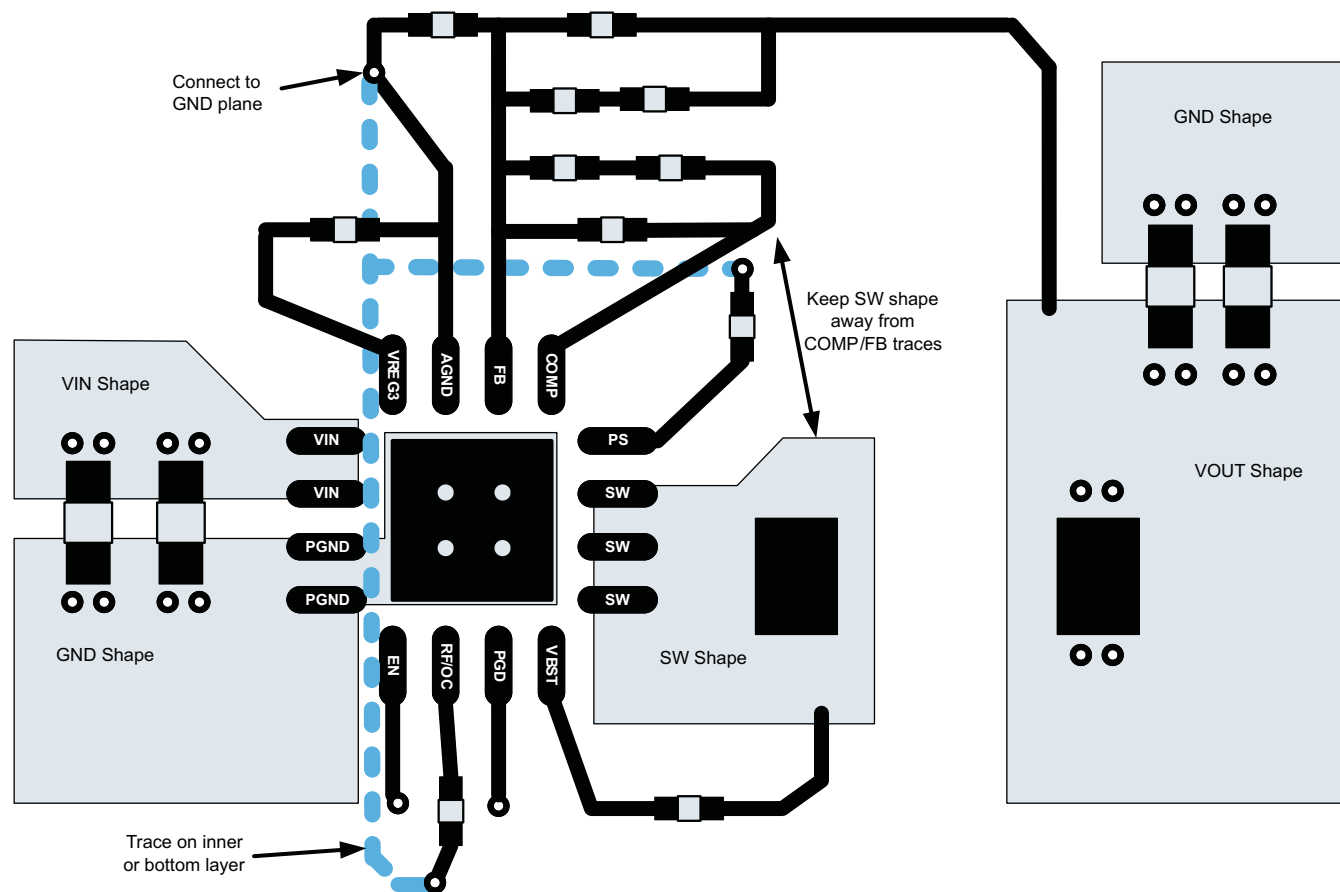 Connect to
GND plane
GND Shape
Keep SW shape
away from
COMP/FB traces
VREG3
AGND
FB
COMP
VIN Shape
VIN
VIN
PGND
PGND
PS
SW
SW
SW
VOUT Shape
GND Shape
SW Shape
EN
RF/OC
PGD
VBST
Trace on inner
or bottom layer